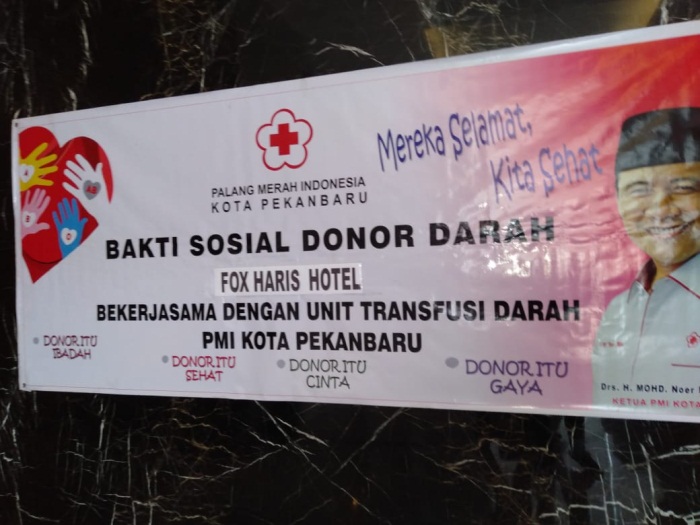 PALANG MERAH INDONESIA
KOTA PEKANBARU
Mereka Selamat,
Kita Sehat
BAKTI SOSIAL DONOR DARAH
FOX HARIS HOTEL
BEKERJASAMA DENGAN UNIT TRANSFUSI DARAH
PMI KOTA PEKANBARU
DONOR ITU
IBADAH
DONOR ITU
SEHAT
DONOR ITU
CINTA
DONOR ITU
GAYA
Drs. H. MOHD. Noer
KETUA PMI KOTA